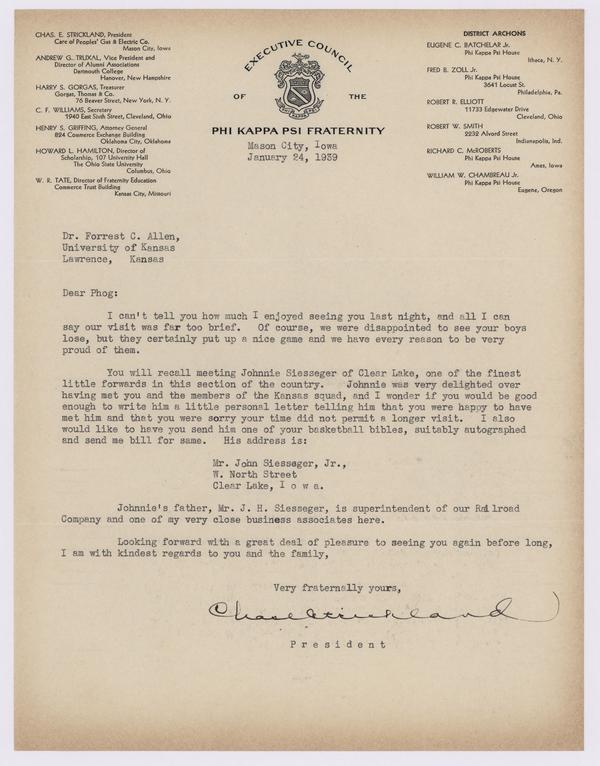 CHAS. E. STRICKLAND, President
Care of Peoples' Gas & Electric Co.
Mason City, Iowa
ANDREW G. TRUXAL, Vice President and
Director of Alumni Associations
Dartmouth College
Hanover, New Hampshire
HARRY S. GORGAS, Treasurer
Gorgas, Thomas & Co.
76 Beaver Street, New York, N. Y.
C. F. WILLIAMS, Secretary
1940 East Sixth Street, Cleveland, Ohio
HENRY S. GRIFFING, Attorney General
824 Commerce Exchange Building
Oklahoma City, Oklahoma
HOWARD L. HAMILTON, Director of
Scholarship, 107 University Hall
The Ohio State University
Columbus, Ohio
W. R. TATE, Director of Fraternity Education
Commerce Trust Building
Kansas City, Missouri
EXECUTIVE COUNCIL
OF THE
PHI KAPPA PSI FRATERNITY
DISTRICT ARCHONS
EUGENE C. BATCHELAR Jr.
Phi Kappa Psi House
Ithaca, N. Y.
FRED B. ZOLL Jr.
Phi Kappa Psi House
3641 Locust St.
Philadelphia, Pa.
ROBERT R. ELLIOTT
11733 Edgewater Drive
Cleveland, Ohio
ROBERT W. SMITH
2232 Alvord Street
Indianapolis, Ind.
RICHARD C. McROBERTS
Phi Kappa Psi House
Ames, Iowa
WILLIAM W. CHAMBREAU Jr.
Phi Kappa Psi House
Eugene, Oregon
Mason City, Iowa
January 24, 1939
Dr. Forrest C. Allen,
University of Kansas
Lawrence, Kansas
Dear Phog:
I can't tell you how much I enjoyed seeing you last night, and all I can
say our visit was far too brief. Of course, we were disappointed to see your boys
lose, but they certainly put up a nice game and we have every reason to be very
proud of them.
You will recall meeting Johnnie Siesseger of Clear Lake, one of the finest
little forwards in this section of the country. Johnnie was very delighted over
having met you and the members of the Kansas squad, and I wonder if you would be good
enough to write him a little personal letter telling him that you were happy to have
met him and that you were sorry your time did not permit a longer visit. I also
would like to have you send him one of your basketball bibles, suitably autographed
and send me bill for same. His address is:
Mr. John Siesseger, Jr.,
W. North Street
Clear Lake, I o w a.
Johnnie's father, Mr. J. H. Siesseger, is superintendent of our Railroad
Company and one of my very close business associates here.
Looking forward with a great deal of pleasure to seeing you again before long,
I am with kindest regards to you and the family,
Very fraternally yours,
Chas E Strickland
P r e s i d e n t